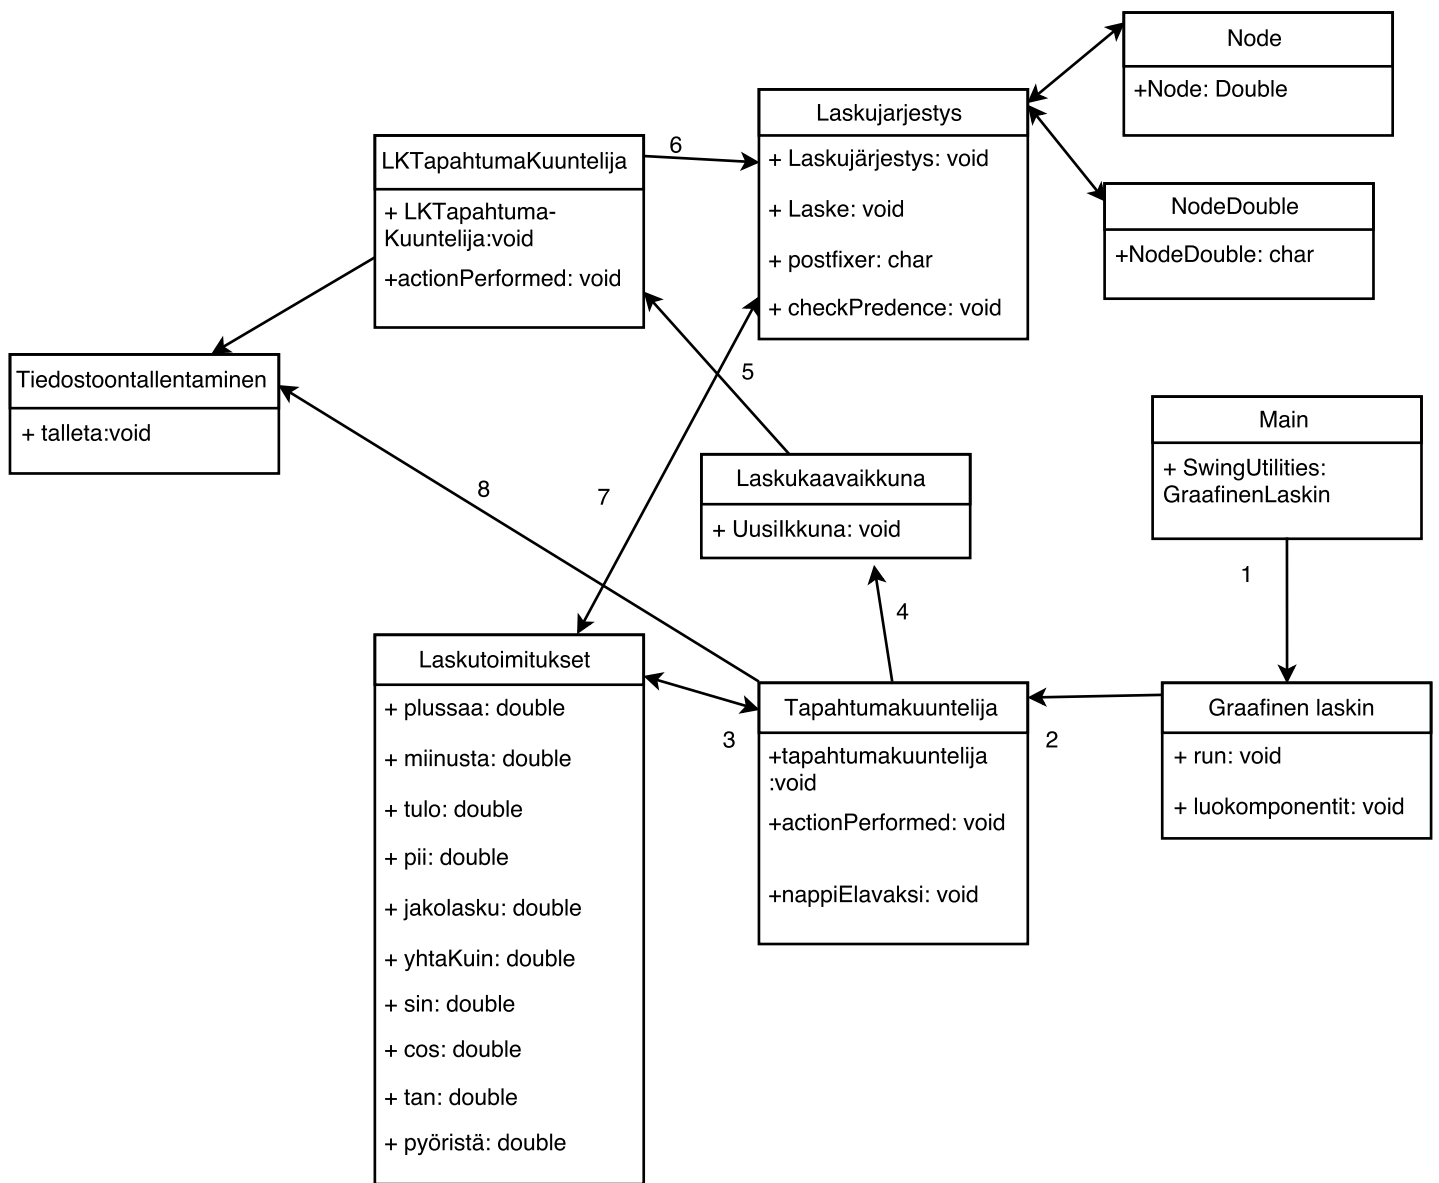 Node
+Node: Double
Laskujarjestys
+ Laskujärjestys: void
+ Laske: void
+ postfixer: char
+ checkPredence: void
6
LKTapahtumaKuuntelija
+ LKTapahtuma-
Kuuntelija:void
+actionPerformed: void
NodeDouble
+NodeDouble: char
Tiedostoontallentaminen
+ talleta:void
5
Main
+ SwingUtilities:
GraafinenLaskin
Laskukaavaikkuna
+ UusiIkkuna: void
8
7
1
4
Laskutoimitukset
+ plussaa: double
+ miinusta: double
+ tulo: double
+ pii: double
+ jakolasku: double
+ yhtaKuin: double
+ sin: double
+ cos: double
+ tan: double
+ pyöristä: double
3
Tapahtumakuuntelija
+tapahtumakuuntelija
:void
+actionPerformed: void
+nappiElavaksi: void
2
Graafinen laskin
+ run: void
+ luokomponentit: void